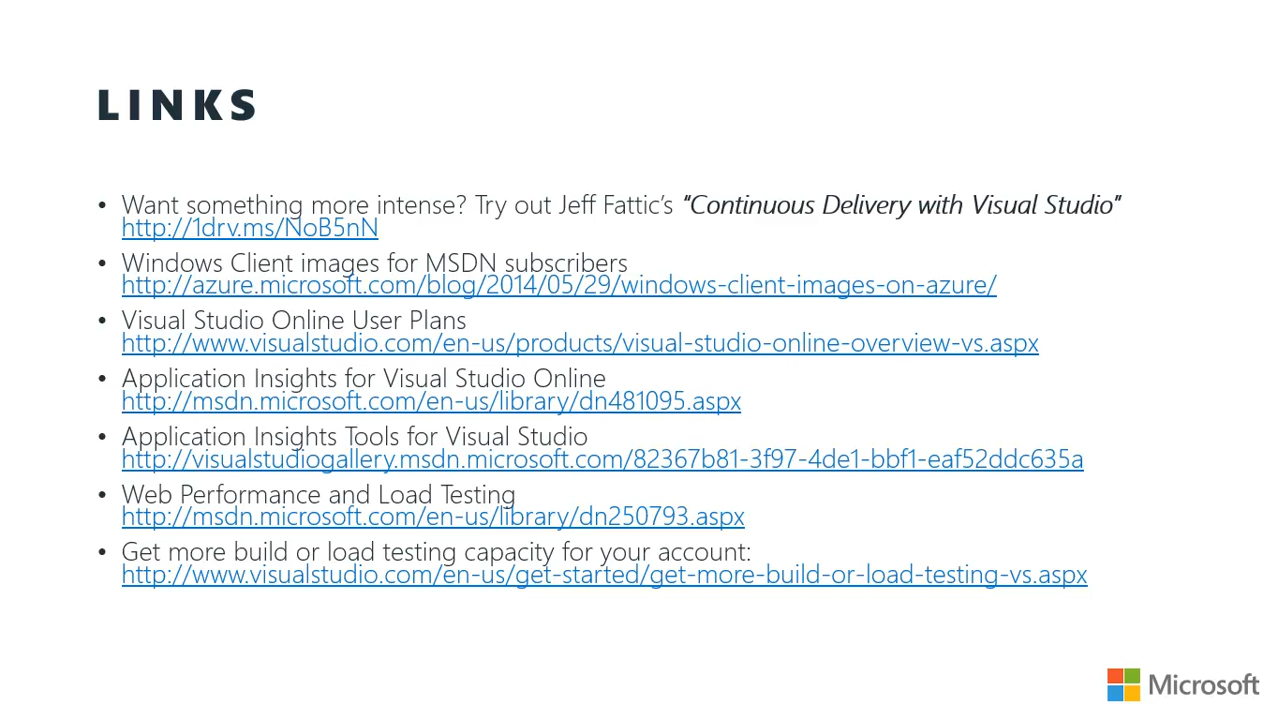 LINKS
• Want something more intense? Try out Jeff Fattic's "Continuous Delivery with Visual Studio"
http://1drv.ms/NoB5nN
• Windows Client images for MSDN subscribers
http://azure.microsoft.com/blog/2014/05/29/windows-client-images-on-azure/
• Visual Studio Online User Plans
http://www.visualstudio.com/en-us/products/visual-studio-online-overview-vs.aspx
• Application Insights for Visual Studio Online
http://msdn.microsoft.com/en-us/library/dn481095.aspx
• Application Insights Tools for Visual Studio
http://visualstudiogallery.msdn.microsoft.com/82367b81-3f97-4de1-bbf1-eaf52ddc635a
• Web Performance and Load Testing
http://msdn.microsoft.com/en-us/library/dn250793.aspx
• Get more build or load testing capacity for your account:
http://www.visualstudio.com/en-us/get-started/get-more-build-or-load-testing-vs.aspx
Microsoft